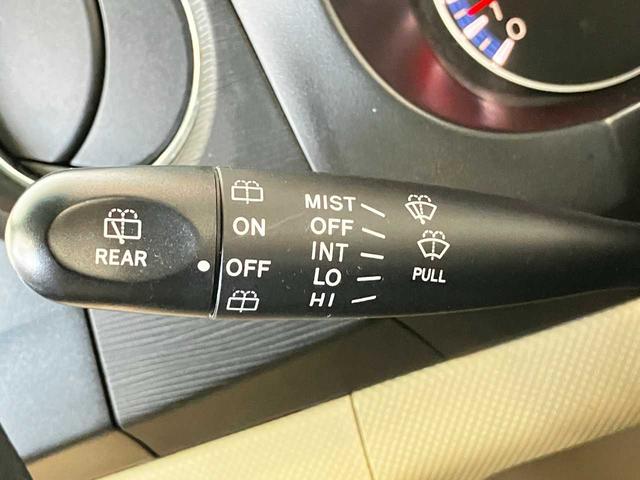 REAR
ON
OFF
MIST
OFF
INT
LO
HI
PULL